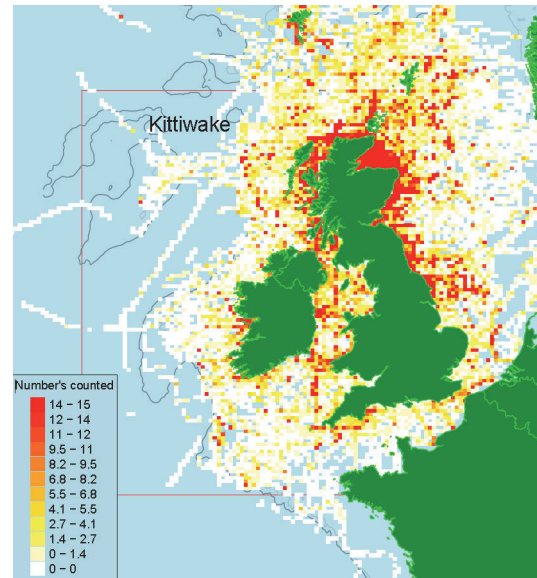 Kittiwake
Number's counted
14 – 15
12 – 14
11 – 12
9.5 – 11
8.2 – 9.5
6.8 – 8.2
5.5 – 6.8
4.1 – 5.5
2.7 – 4.1
1.4 – 2.7
0 – 1.4
0 – 0